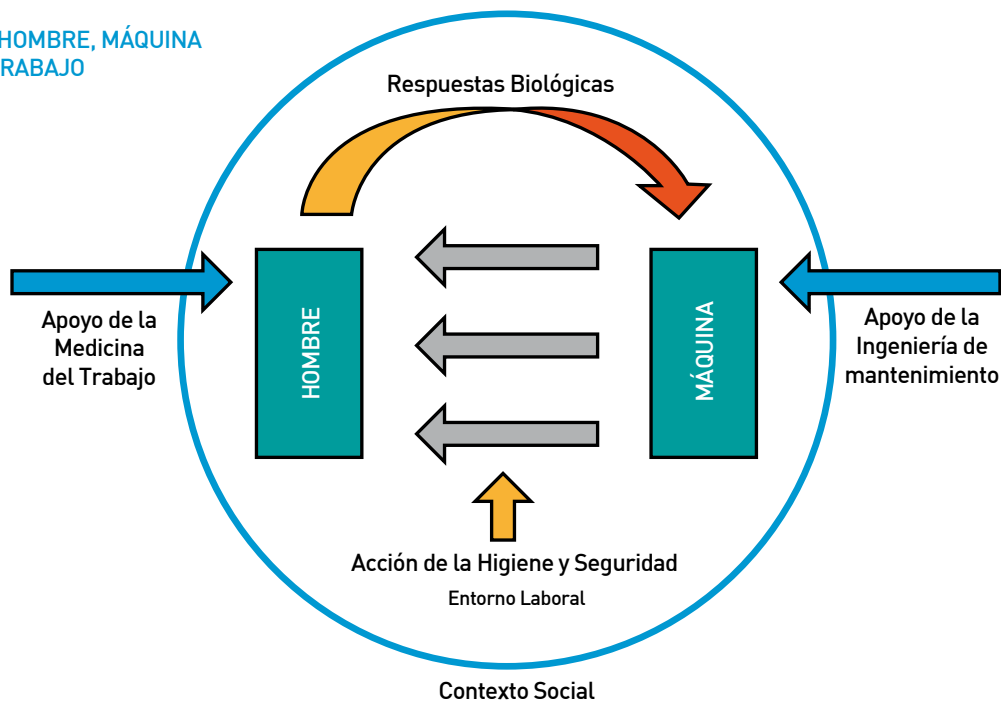 HOMBRE, MÁQUINA
RABAJO
Respuestas Biológicas
Apoyo de la
Medicina
del Trabajo
HOMBRE
MÁQUINA
Apoyo de la
Ingeniería de
mantenimiento
Acción de la Higiene y Seguridad
Entorno Laboral
Contexto Social